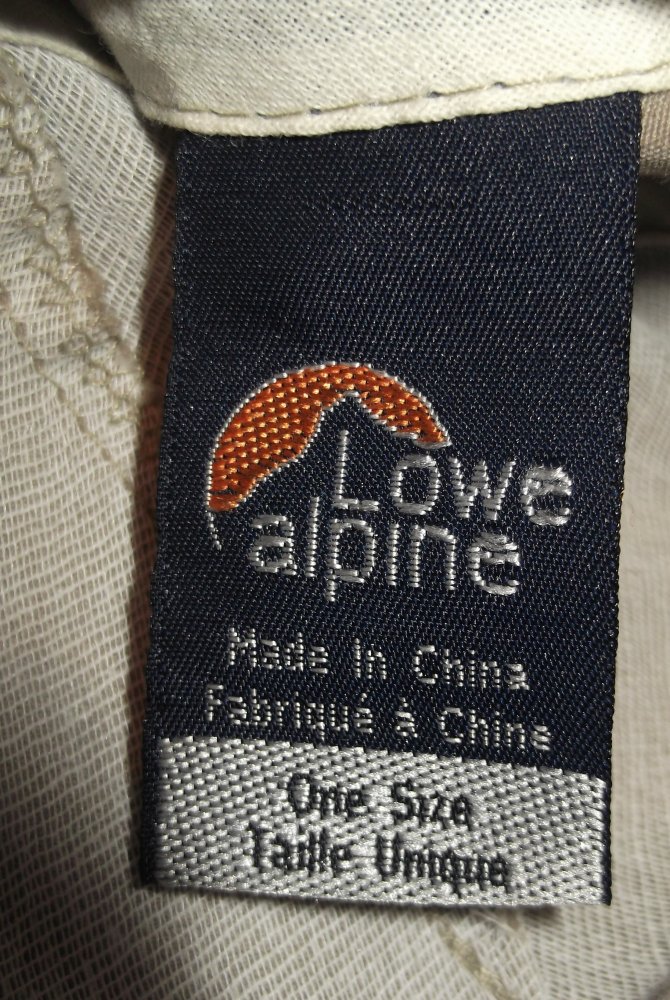 Lowe
alpine
Made in China
Fabriqué à Chine
One Size
Taille Unique